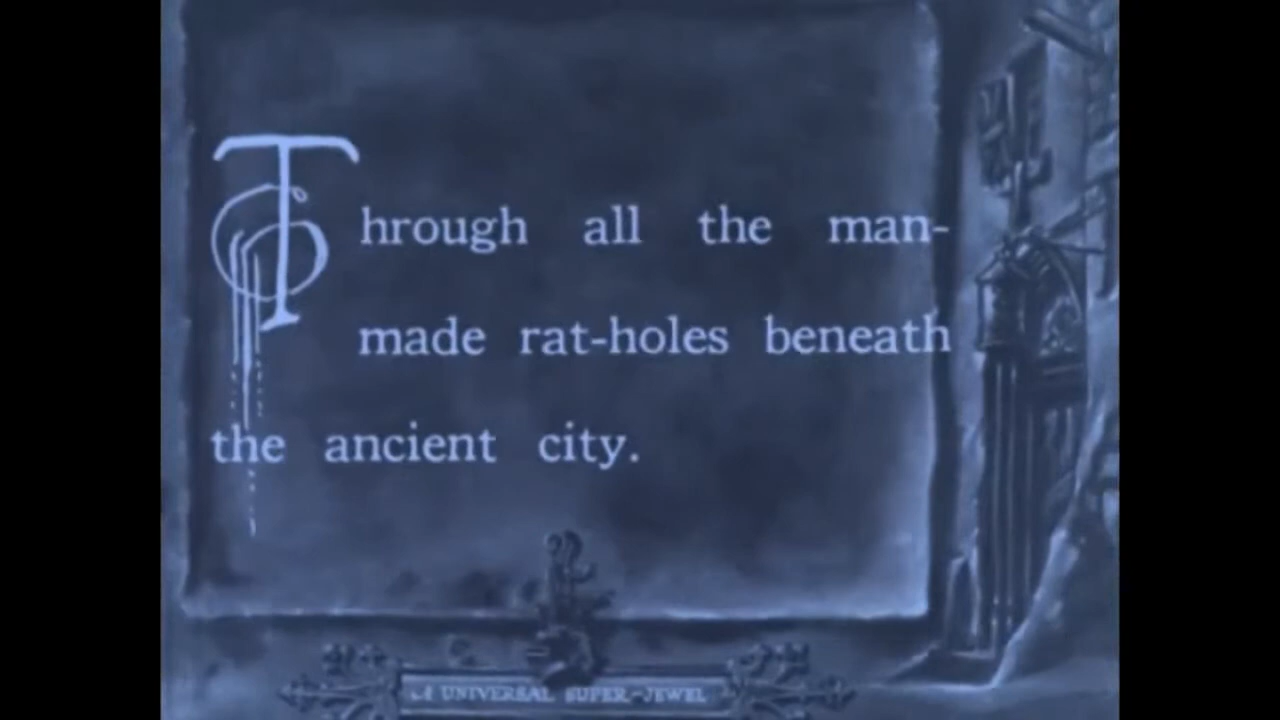 Through all the man-
made rat-holes beneath
the ancient city.
A UNIVERSAL SUPER-JEWEL